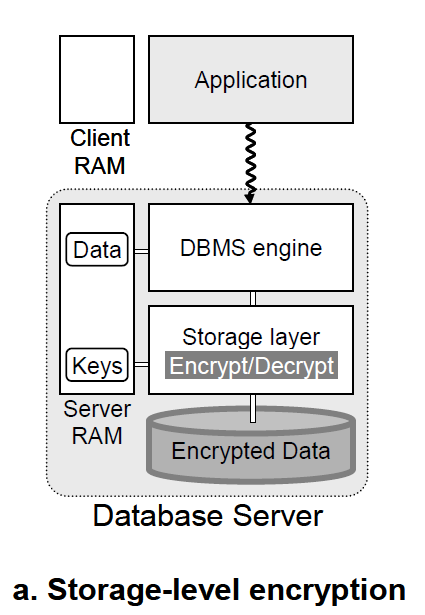 Application
Client
RAM
Data
DBMS engine
Storage layer
Keys
Encrypt/Decrypt
Server
RAM
Encrypted Data
Database Server
a. Storage-level encryption